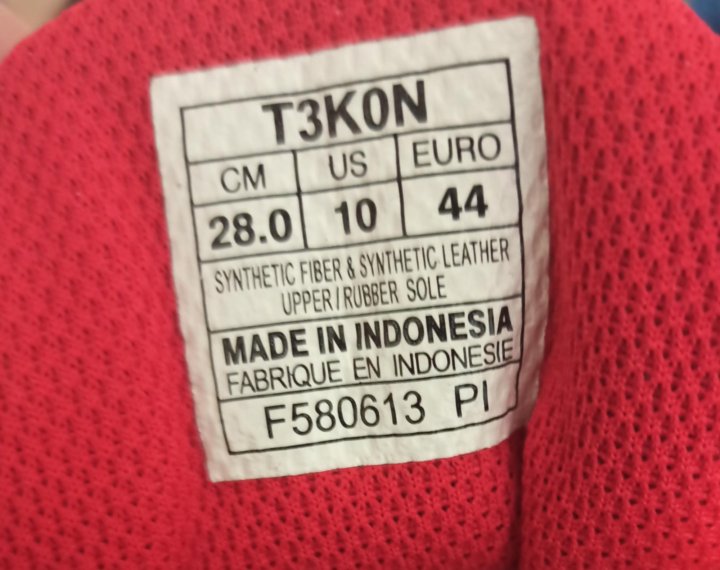 T3K0N
CM US EURO
28.0 10 44
SYNTHETIC FIBER & SYNTHETIC LEATHER
UPPER / RUBBER SOLE
MADE IN INDONESIA
FABRIQUE EN INDONESIE
F580613 PI